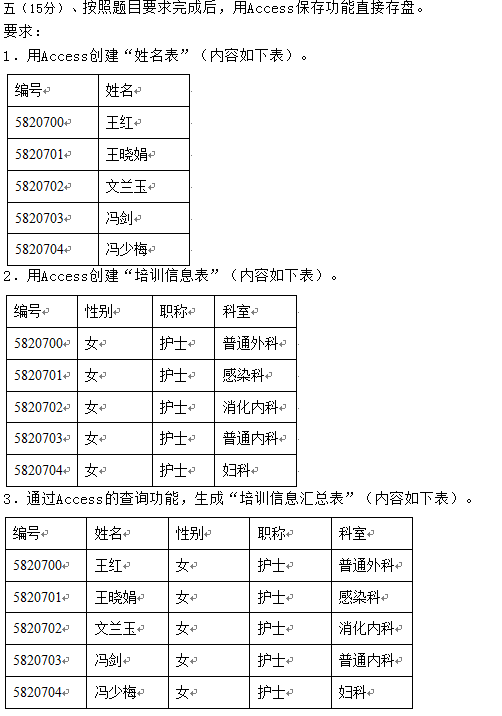 五（15分）、按照题目要求完成后，用Access保存功能直接存盘。
要求：
1．用Access创建“姓名表”（内容如下表）。
编号 姓名
5820700 王红
5820701 王晓娟
5820702 文兰玉
5820703 冯剑
5820704 冯少梅
2．用Access创建“培训信息表”（内容如下表）。
编号 性别 职称 科室
5820700 女 护士 普通外科
5820701 女 护士 感染科
5820702 女 护士 消化内科
5820703 女 护士 普通内科
5820704 女 护士 妇科
3．通过Access的查询功能，生成“培训信息汇总表”（内容如下表）。
编号 姓名 性别 职称 科室
5820700 王红 女 护士 普通外科
5820701 王晓娟 女 护士 感染科
5820702 文兰玉 女 护士 消化内科
5820703 冯剑 女 护士 普通内科
5820704 冯少梅 女 护士 妇科